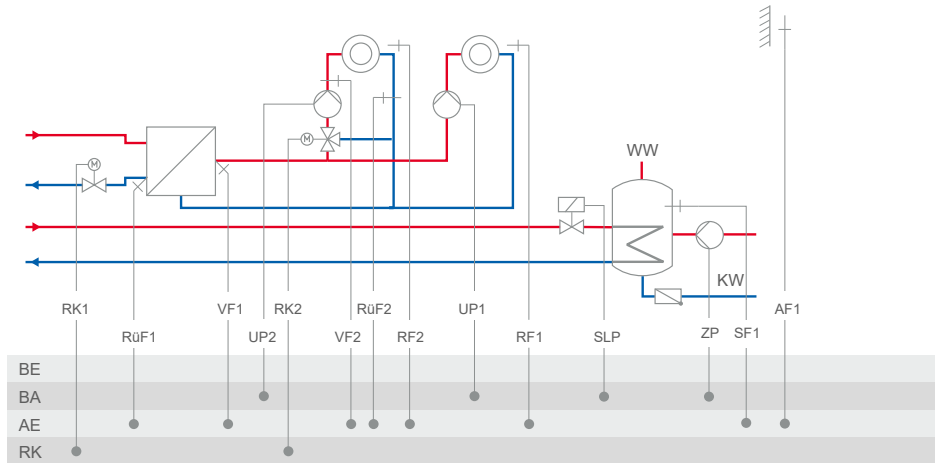 M
M
WW
KW
RK1 VF1 RK2 RüF2 UP1 AF1
RüF1 UP2 VF2 RF2 RF1 SLP ZP SF1
BE
BA
AE
RK